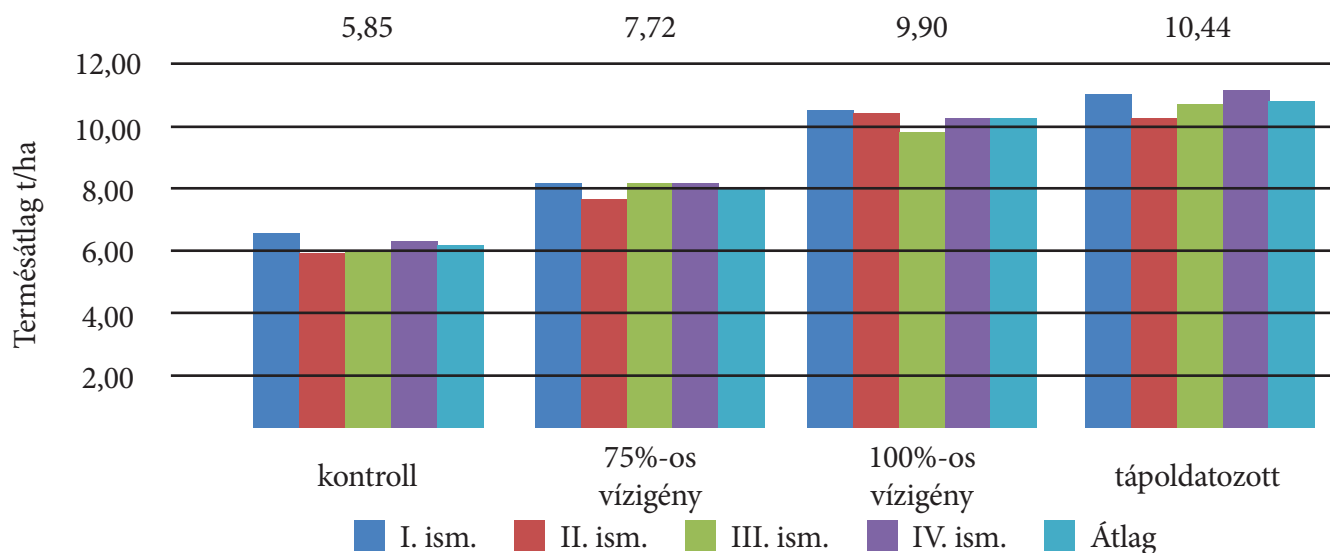 5,85 7,72 9,90 10,44
12,00
10,00
8,00
6,00
4,00
2,00
Termésátlag t/ha
kontroll
75%-os
vízigény
100%-os
vízigény
tápoldatozott
I. ism. II. ism. III. ism. IV. ism. Átlag